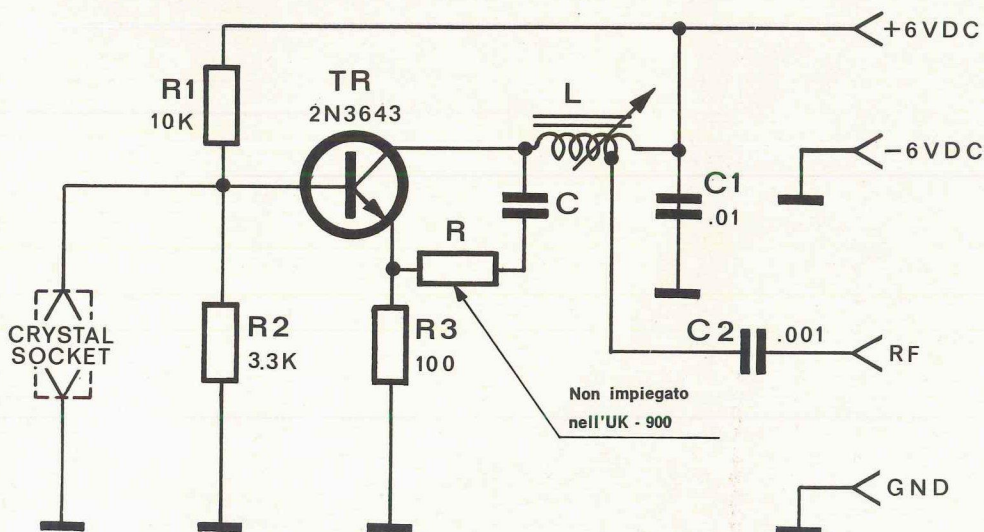 +6VDC
R1
10K
TR
2N3643
L
-6VDC
C1
.01
C
R
CRYSTAL
SOCKET
R2
3.3K
R3
100
C2
.001
RF
Non impiegato
nell'UK - 900
GND